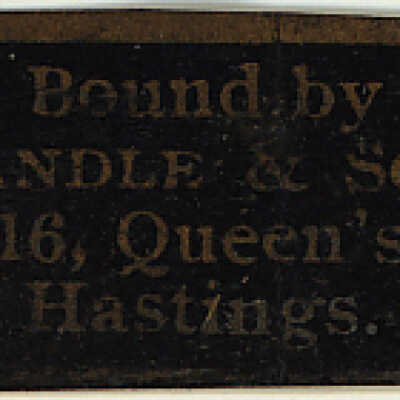 Bound by
NDLE & S
16, Queen's
Hastings.